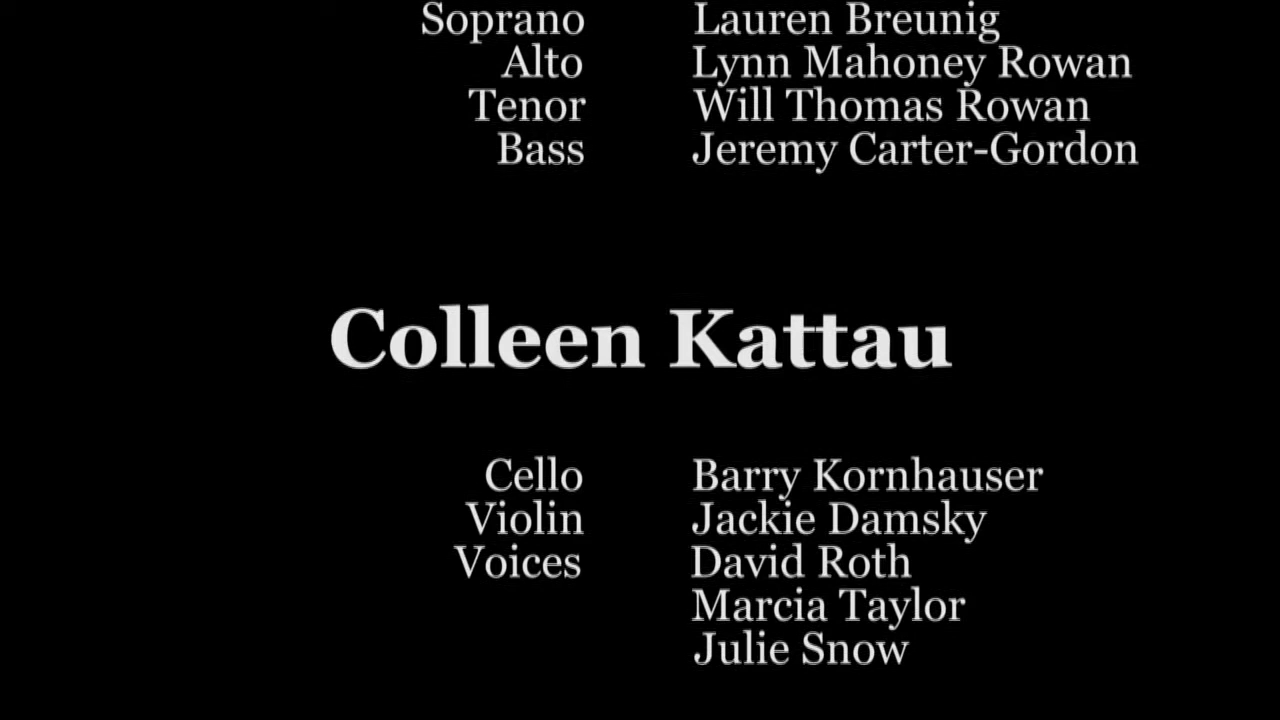 Soprano Lauren Breunig
Alto Lynn Mahoney Rowan
Tenor Will Thomas Rowan
Bass Jeremy Carter-Gordon
Colleen Kattau
Cello Barry Kornhauser
Violin Jackie Damsky
Voices David Roth
Marcia Taylor
Julie Snow